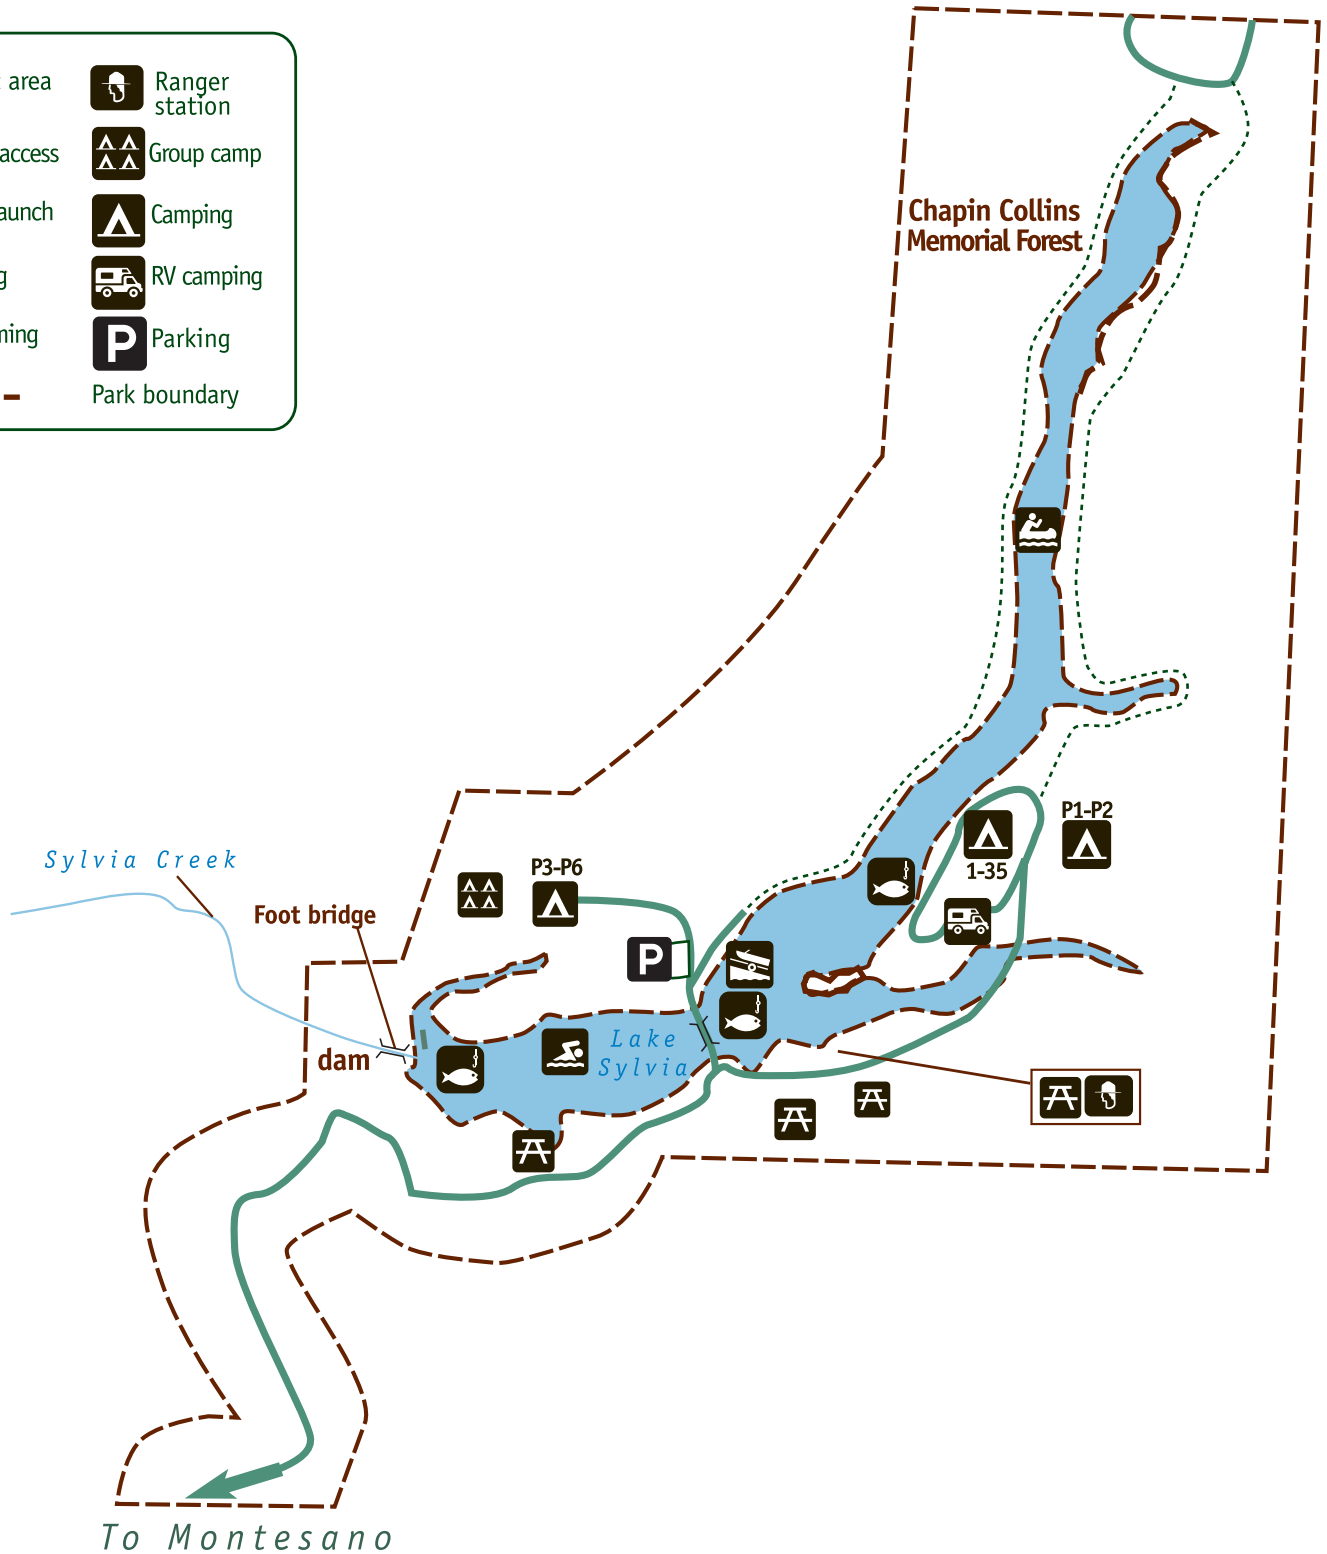 area
Ranger
station
access
Group camp
aunch
Camping
g
RV camping
ning
P
Parking
Park boundary
Chapin Collins
Memorial Forest
P1-P2
1-35
P3-P6
Sylvia Creek
Foot bridge
P
Lake
Sylvia
dam
To Montesano